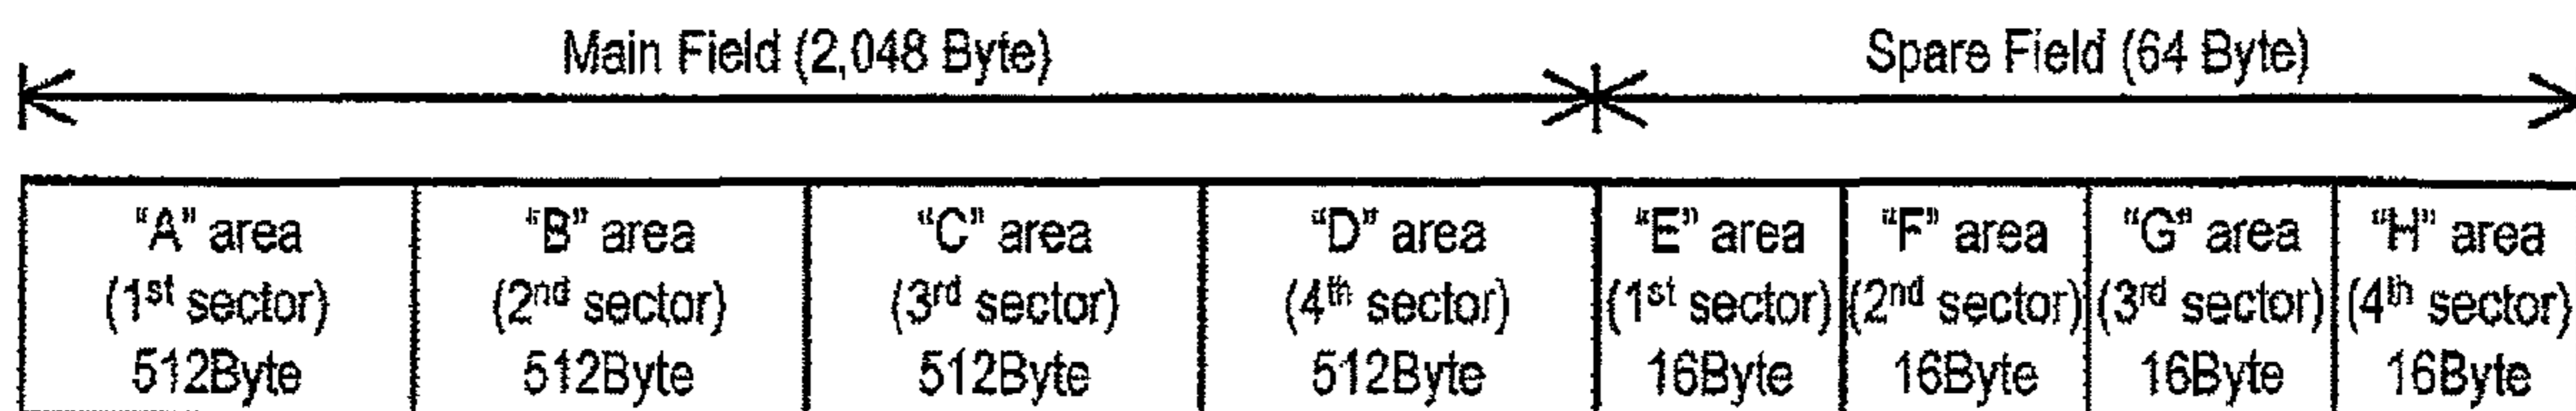 Main Field (2,048 Byte) Spare Field (64 Byte)
"A" area "B" area "C" area "D" area "E" area "F" area "G" area "H" area
(1st sector) (2nd sector) (3rd sector) (4th sector) (1st sector) (2nd sector) (3rd sector) (4th sector)
512Byte 512Byte 512Byte 512Byte 16Byte 16Byte 16Byte 16Byte